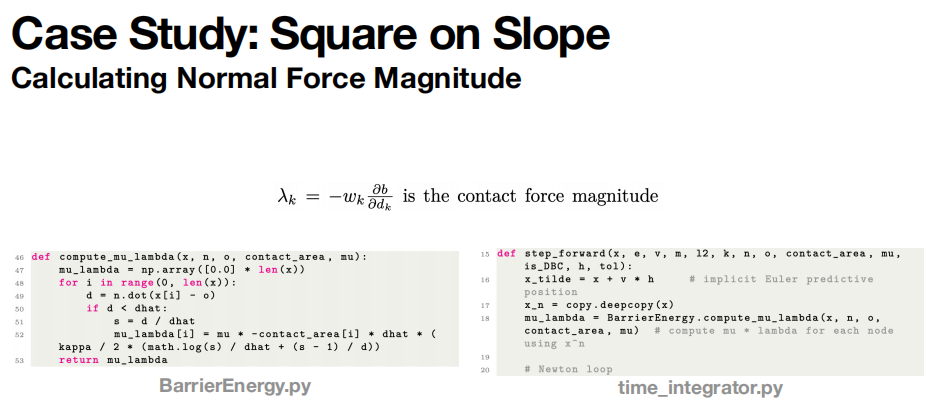 Case Study: Square on Slope
Calculating Normal Force Magnitude
λ_k = −w_k ∂b/∂d_k is the contact force magnitude
46 def compute_mu_lambda(x, n, o, contact_area, mu):
47     mu_lambda = np.array([0.0] * len(x))
48     for i in range(0, len(x)):
49         d = n.dot(x[i] - o)
50         if d < dhat:
51             s = d / dhat
52             mu_lambda[i] = mu * -contact_area[i] * dhat * (
kappa / 2 * (math.log(s) / dhat + (s - 1) / d))
53     return mu_lambda
BarrierEnergy.py
15 def step_forward(x, e, v, m, l2, k, n, o, contact_area, mu,
is_DBC, h, tol):
16     x_tilde = x + v * h     # implicit Euler predictive
position
17     x_n = copy.deepcopy(x)
18     mu_lambda = BarrierEnergy.compute_mu_lambda(x, n, o,
contact_area, mu)  # compute mu * lambda for each node
using x^n
19
20     # Newton loop
time_integrator.py